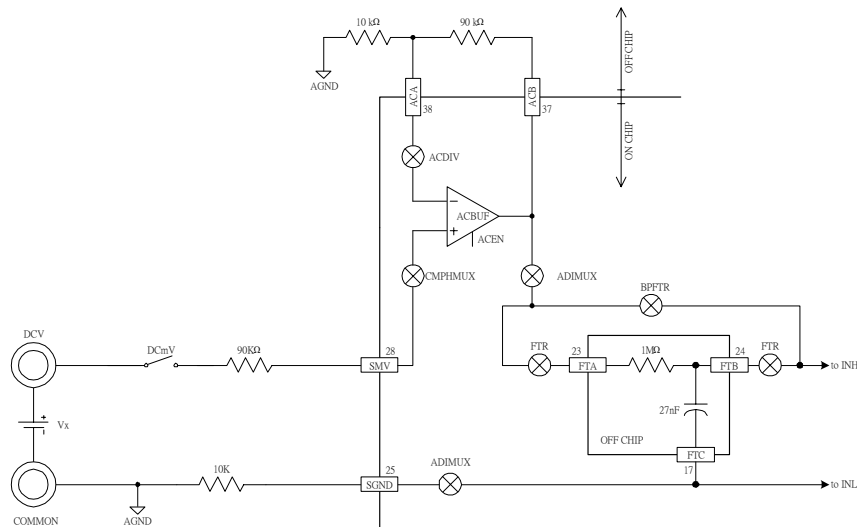 10 kΩ
90 kΩ
OFF CHIP
AGND
ACA
38
ACB
37
ON CHIP
ACDIV
−
ACBUF
+
ACEN
CMPHMUX
ADIMUX
BPFTR
DCV
DCmV
90KΩ
28
SMV
FTR
23
FTA
1MΩ
24
FTB
FTR
to INH
+
-
Vx
27nF
OFF CHIP
FTC
17
10K
25
SGND
ADIMUX
to INL
COMMON
AGND